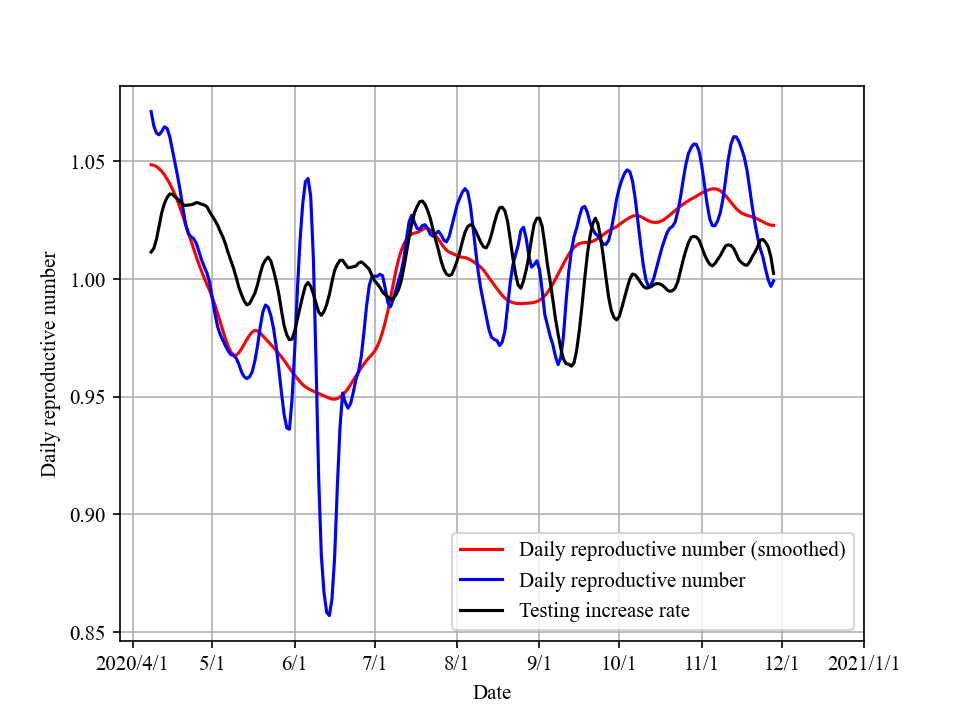 Daily reproductive number
1.05
1.00
0.95
0.90
0.85
Daily reproductive number (smoothed)
Daily reproductive number
Testing increase rate
2020/4/1 5/1 6/1 7/1 8/1 9/1 10/1 11/1 12/1 2021/1/1
Date